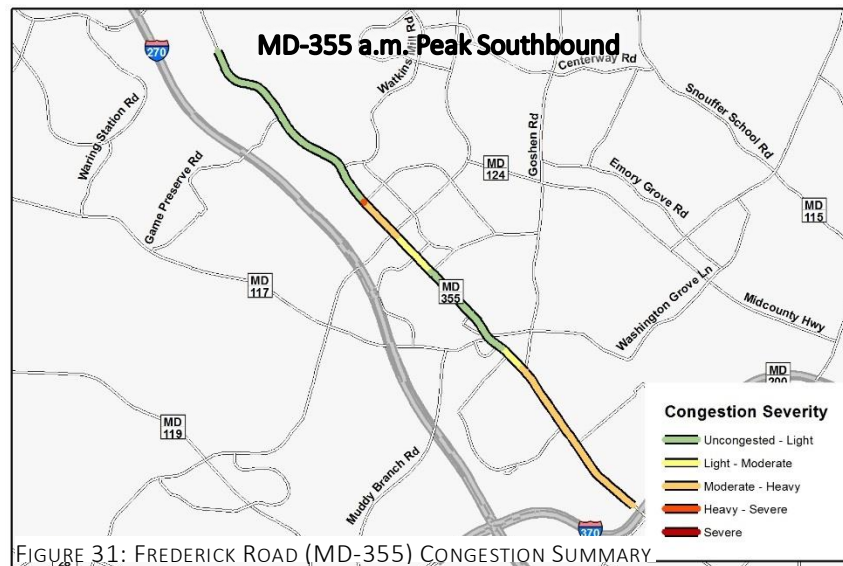 MD-355 a.m. Peak Southbound
270
Watkins Mill Rd
Centerway Rd
Snouffer School Rd
Waring Station Rd
Goshen Rd
MD
124
Emory Grove Rd
MD
115
Game Preserve Rd
MD
117
MD
355
Washington Grove Ln
Midcounty Hwy
MD
200
MD
119
Muddy Branch Rd
370
Congestion Severity
Uncongested - Light
Light - Moderate
Moderate - Heavy
Heavy - Severe
Severe
FIGURE 31: FREDERICK ROAD (MD-355) CONGESTION SUMMARY